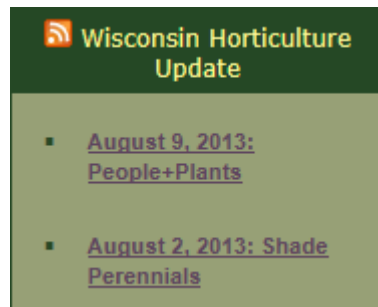 Wisconsin Horticulture
Update
August 9, 2013:
People+Plants
August 2, 2013: Shade
Perennials